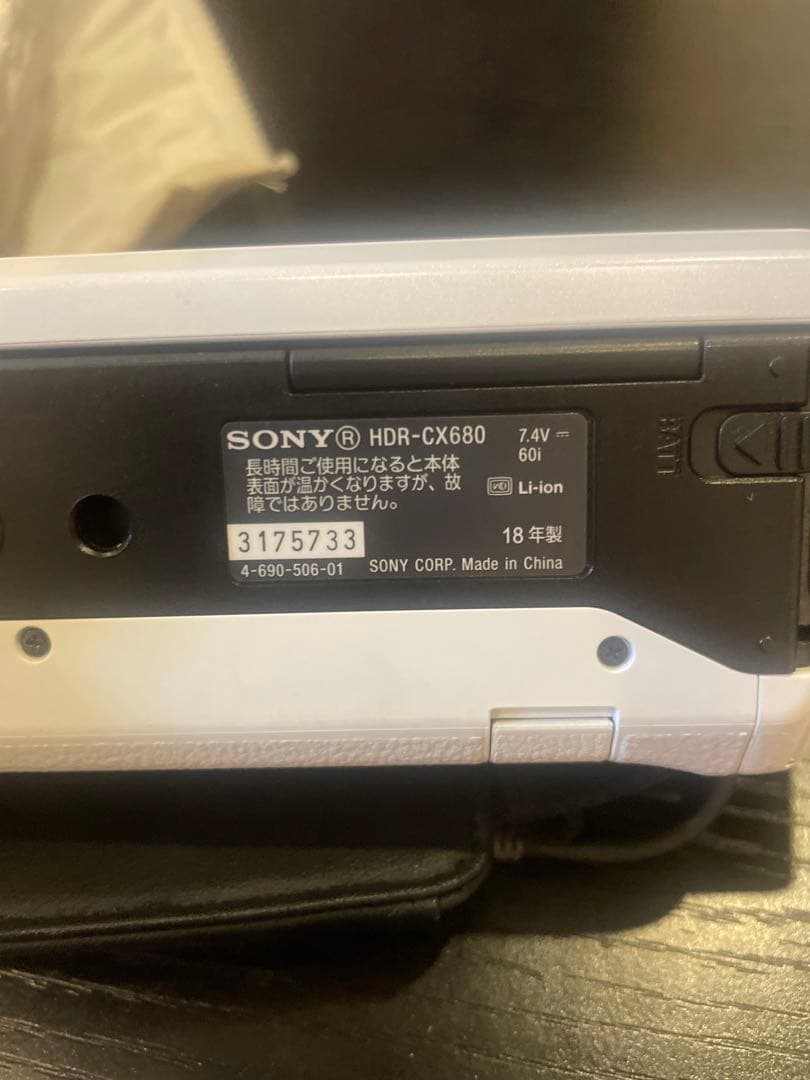 SONY® HDR-CX680
7.4V ⎓
60i
長時間ご使用になると本体
表面が温かくなりますが、故
障ではありません。
VCCI Li-ion
3175733
18年製
4-690-506-01 SONY CORP. Made in China
BATT